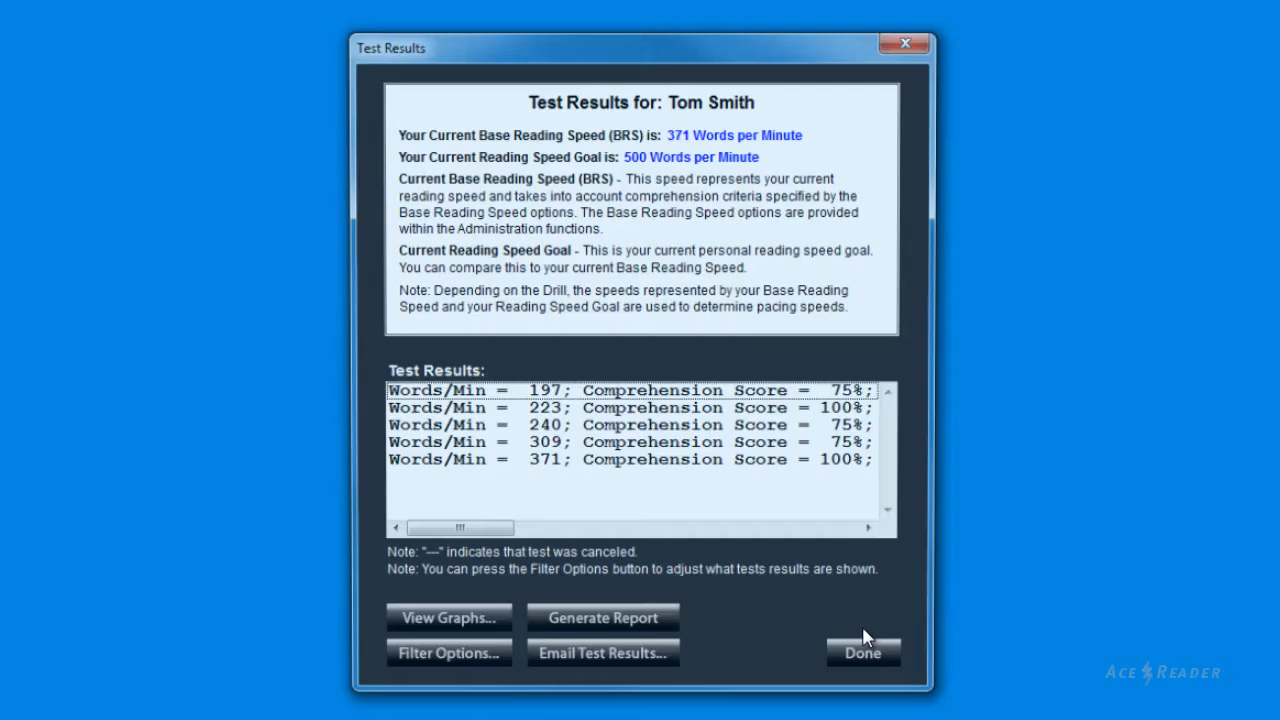 Test Results
Test Results for: Tom Smith
Your Current Base Reading Speed (BRS) is: 371 Words per Minute
Your Current Reading Speed Goal is: 500 Words per Minute
Current Base Reading Speed (BRS) - This speed represents your current
reading speed and takes into account comprehension criteria specified by the
Base Reading Speed options. The Base Reading Speed options are provided
within the Administration functions.
Current Reading Speed Goal - This is your current personal reading speed goal.
You can compare this to your current Base Reading Speed.
Note: Depending on the Drill, the speeds represented by your Base Reading
Speed and your Reading Speed Goal are used to determine pacing speeds.
Test Results:
Words/Min = 197; Comprehension Score = 75%;
Words/Min = 223; Comprehension Score = 100%;
Words/Min = 240; Comprehension Score = 75%;
Words/Min = 309; Comprehension Score = 75%;
Words/Min = 371; Comprehension Score = 100%;
Note: "---" indicates that test was canceled.
Note: You can press the Filter Options button to adjust what tests results are shown.
View Graphs... Generate Report
Filter Options... Email Test Results... Done
ACE READER